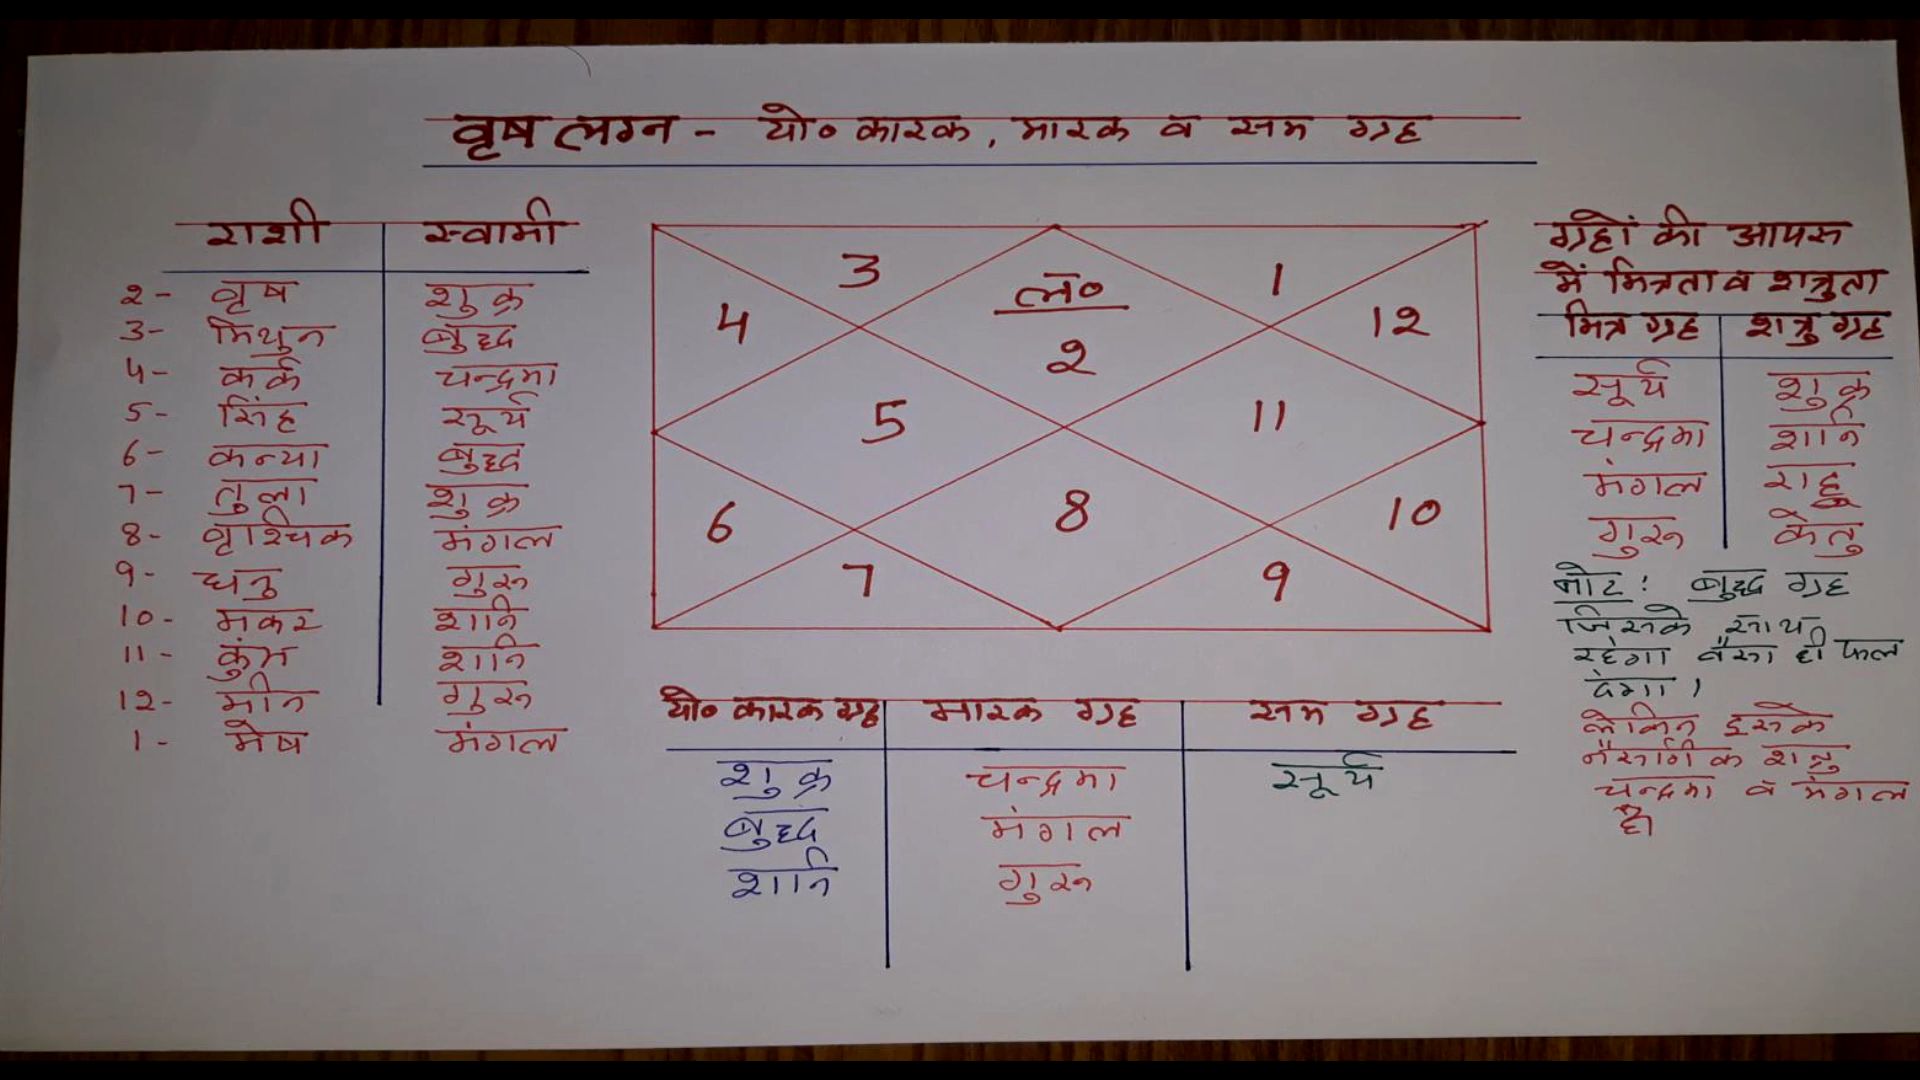 वृष लग्न - यो० कारक, मारक व सम ग्रह
राशी स्वामी
2- वृष शुक्र
3- मिथुन बुद्ध
4- कर्क चन्द्रमा
5- सिंह सूर्य
6- कन्या बुद्ध
7- तुला शुक्र
8- वृश्चिक मंगल
9- धनु गुरु
10- मकर शनि
11- कुंभ शनि
12- मीन गुरु
1- मेष मंगल
3
ल०
1
4
2
12
5
11
6
8
10
7
9
यो० कारक ग्रह मारक ग्रह सम ग्रह
शुक्र चन्द्रमा सूर्य
बुद्ध मंगल
शनि गुरु
ग्रहों की आपस
में मित्रता व शत्रुता
मित्र ग्रह शत्रु ग्रह
सूर्य शुक्र
चन्द्रमा शनि
मंगल राहू
गुरु केतु
नोट: बुद्ध ग्रह
जिसके साथ
रहेगा वैसा ही फल
देगा।
लेकिन इसके
नैसर्गिक शत्रु
चन्द्रमा व मंगल
है।